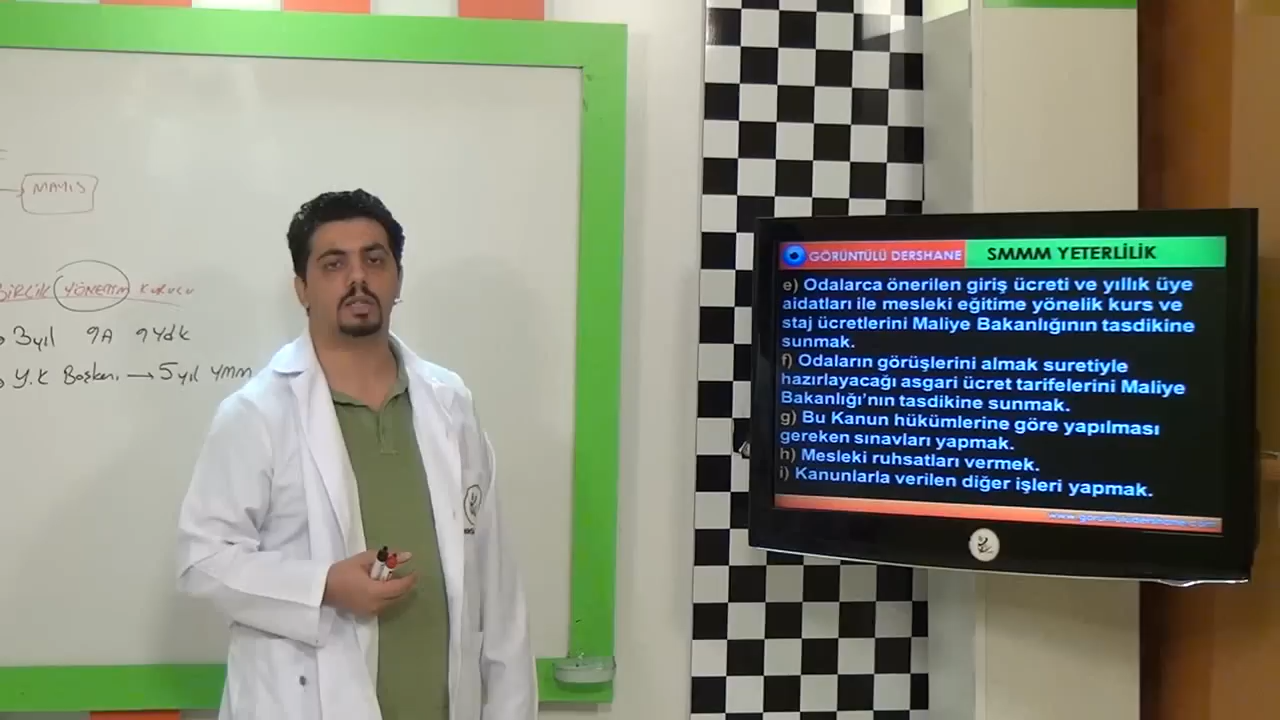 MAYIS
BİRLİK YÖNETİM KURULU
3yıl 9A 9Ydk
Y.K Başkanı → 5yıl YMM
GÖRÜNTÜLÜ DERSHANE SMMM YETERLİLİK
e) Odalarca önerilen giriş ücreti ve yıllık üye
aidatları ile mesleki eğitime yönelik kurs ve
staj ücretlerini Maliye Bakanlığının tasdikine
sunmak.
f) Odaların görüşlerini almak suretiyle
hazırlayacağı asgari ücret tarifelerini Maliye
Bakanlığı'nın tasdikine sunmak.
g) Bu Kanun hükümlerine göre yapılması
gereken sınavları yapmak.
h) Mesleki ruhsatları vermek.
i) Kanunlarla verilen diğer işleri yapmak.
www.goruntuludershane.com